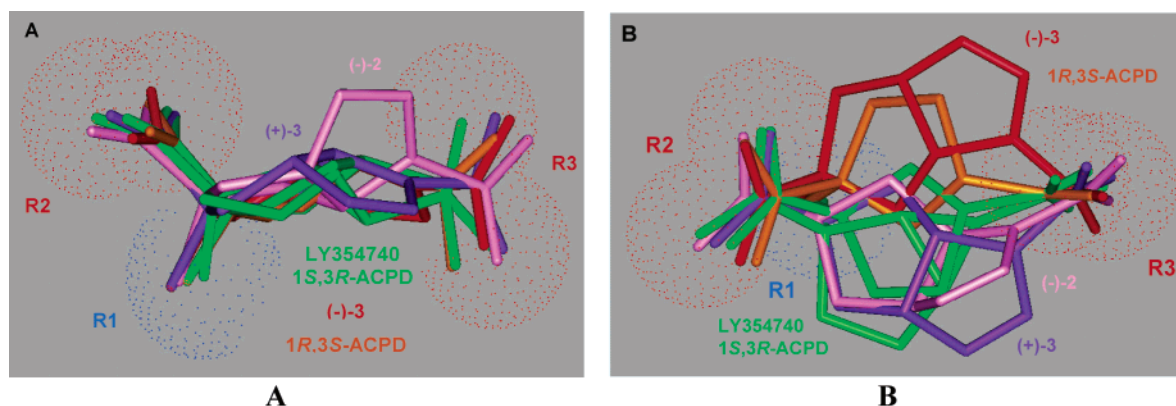 A
(-)-2
(+)-3
R2
R3
LY354740
1S,3R-ACPD
R1
(-)-3
1R,3S-ACPD
A
B
(-)-3
1R,3S-ACPD
R2
R3
R1
(-)-2
LY354740
1S,3R-ACPD
(+)-3
B